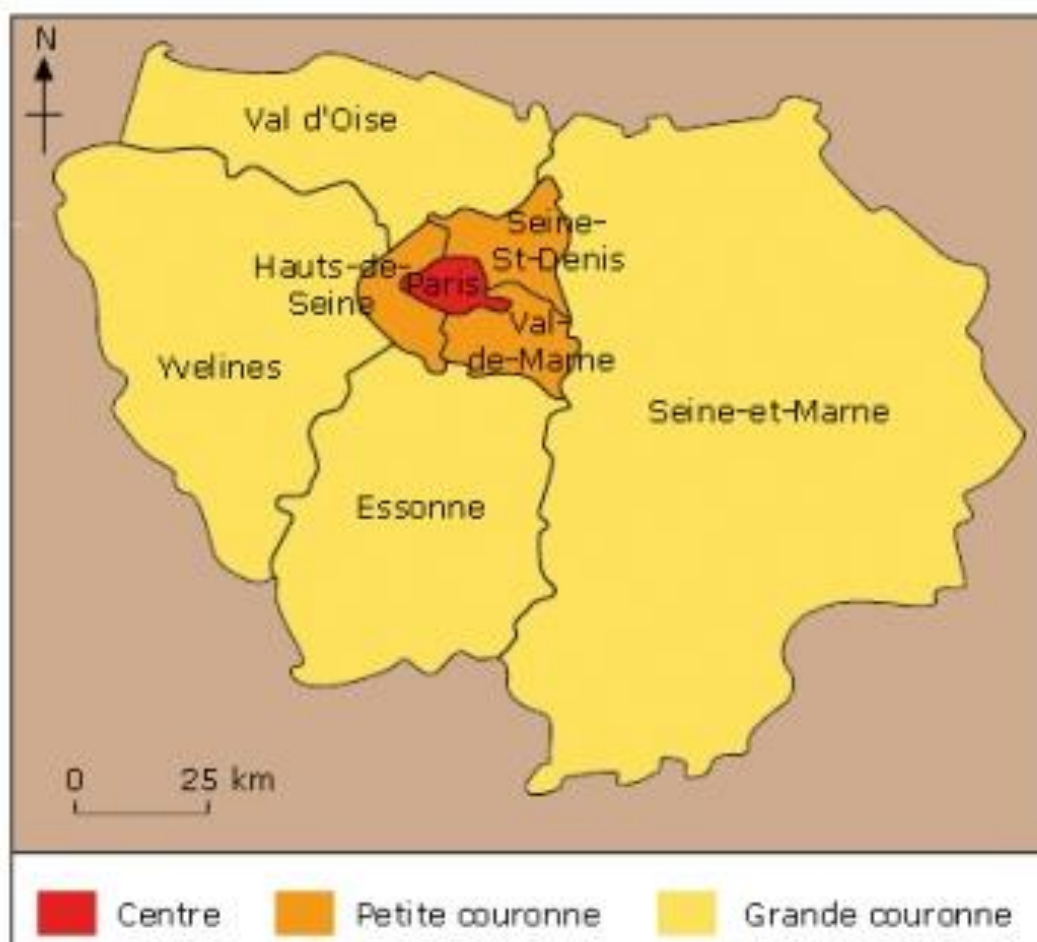 N
Val d'Oise
Seine-
St-Denis
Hauts-de-
Seine
Paris
Val-
de-Marne
Yvelines
Seine-et-Marne
Essonne
0 25 km
Centre Petite couronne Grande couronne